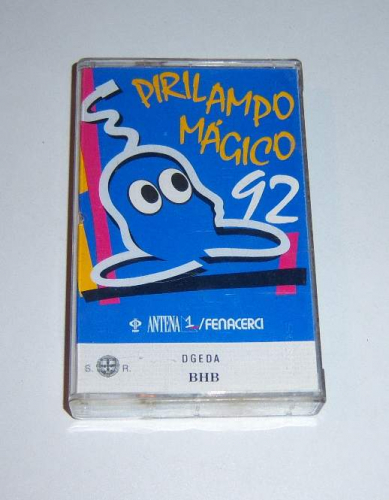 PIRILAMPO
MÁGICO
92
ANTENA 1 / FENACERCI
S. R.
DGEDA
BHB